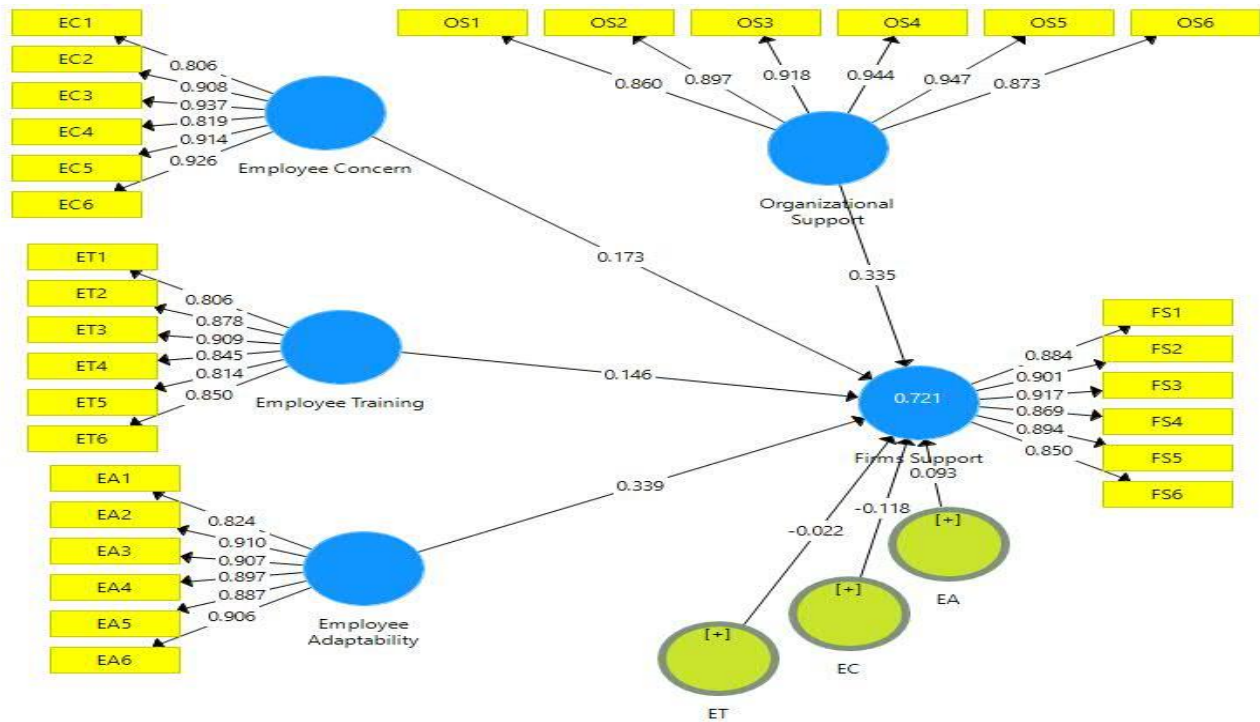 EC1
EC2
EC3
EC4
EC5
EC6
0.806
0.908
0.937
0.819
0.914
0.926
Employee Concern
OS1
OS2
OS3
OS4
OS5
OS6
0.860
0.897
0.918
0.944
0.947
0.873
Organizational
Support
0.173
0.335
ET1
ET2
ET3
ET4
ET5
ET6
0.806
0.878
0.909
0.845
0.814
0.850
Employee Training
0.146
0.721
Firms Support
FS1
FS2
FS3
FS4
FS5
FS6
0.884
0.901
0.917
0.869
0.894
0.850
EA1
EA2
EA3
EA4
EA5
EA6
0.824
0.910
0.907
0.897
0.887
0.906
Employee
Adaptability
0.339
-0.022
-0.118
0.093
[+]
EA
[+]
EC
[+]
ET